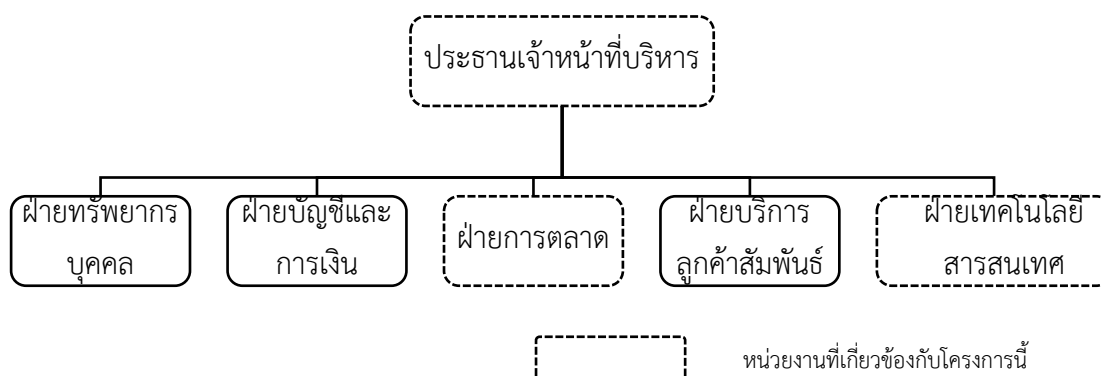 ประธานเจ้าหน้าที่บริหาร
ฝ่ายทรัพยากร
บุคคล
ฝ่ายบัญชีและ
การเงิน
ฝ่ายการตลาด
ฝ่ายบริการ
ลูกค้าสัมพันธ์
ฝ่ายเทคโนโลยี
สารสนเทศ
หน่วยงานที่เกี่ยวข้องกับโครงการนี้